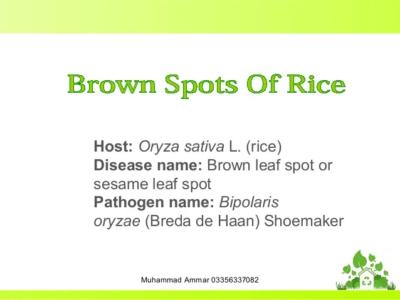 Brown Spots Of Rice
Host: Oryza sativa L. (rice)
Disease name: Brown leaf spot or
sesame leaf spot
Pathogen name: Bipolaris
oryzae (Breda de Haan) Shoemaker
Muhammad Ammar 03356337082